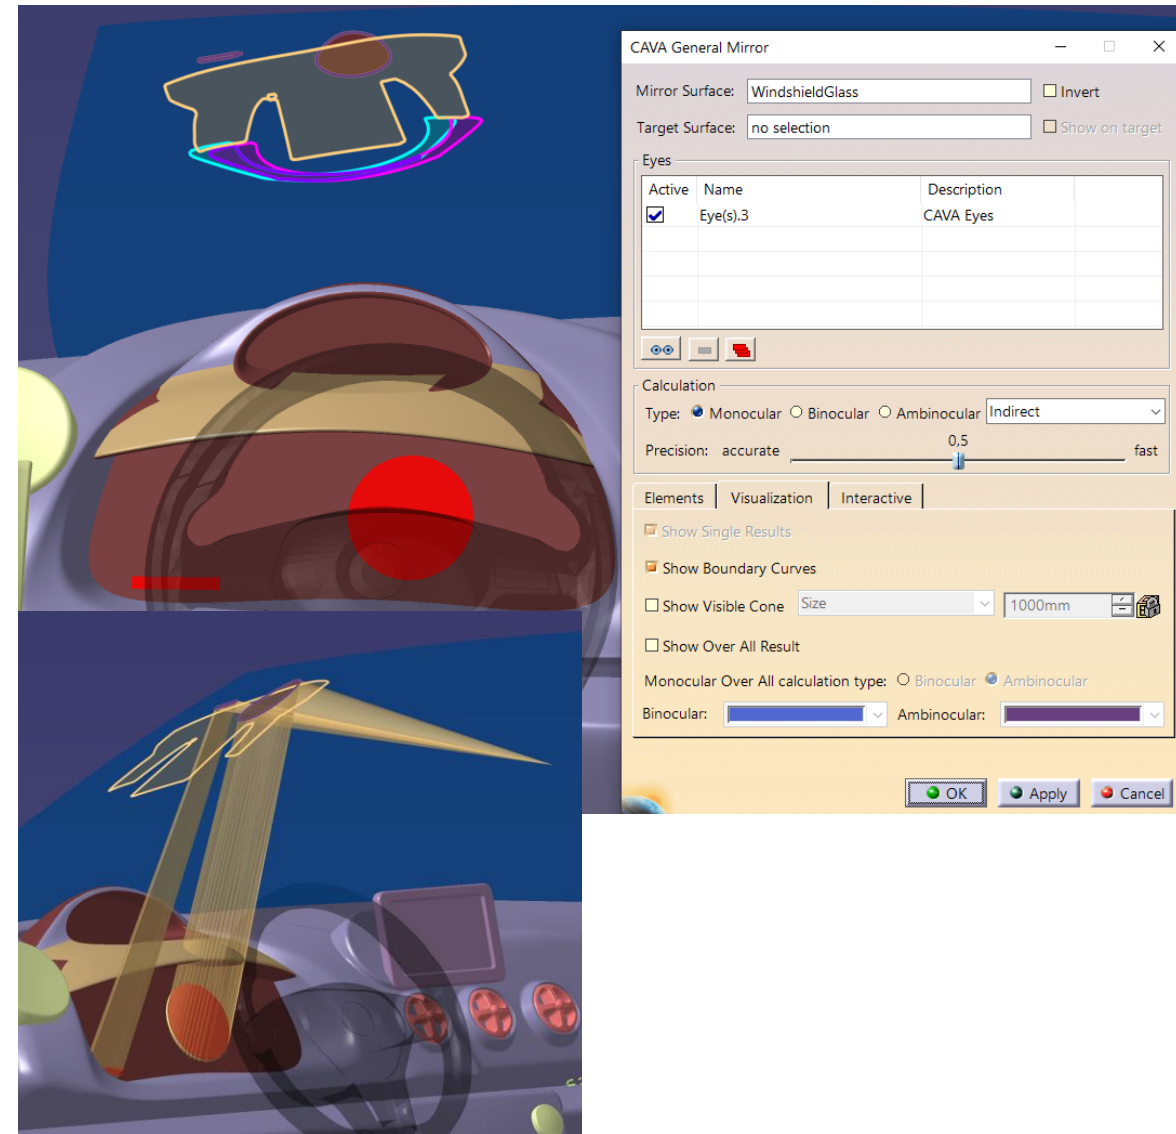 CAVA General Mirror
Mirror Surface: WindshieldGlass Invert
Target Surface: no selection Show on target
Eyes
Active Name Description
Eye(s).3 CAVA Eyes
Calculation
Type: Monocular Binocular Ambinocular Indirect
0,5
Precision: accurate fast
Elements Visualization Interactive
Show Single Results
Show Boundary Curves
Show Visible Cone Size 1000mm
Show Over All Result
Monocular Over All calculation type: Binocular Ambinocular
Binocular: Ambinocular:
OK Apply Cancel